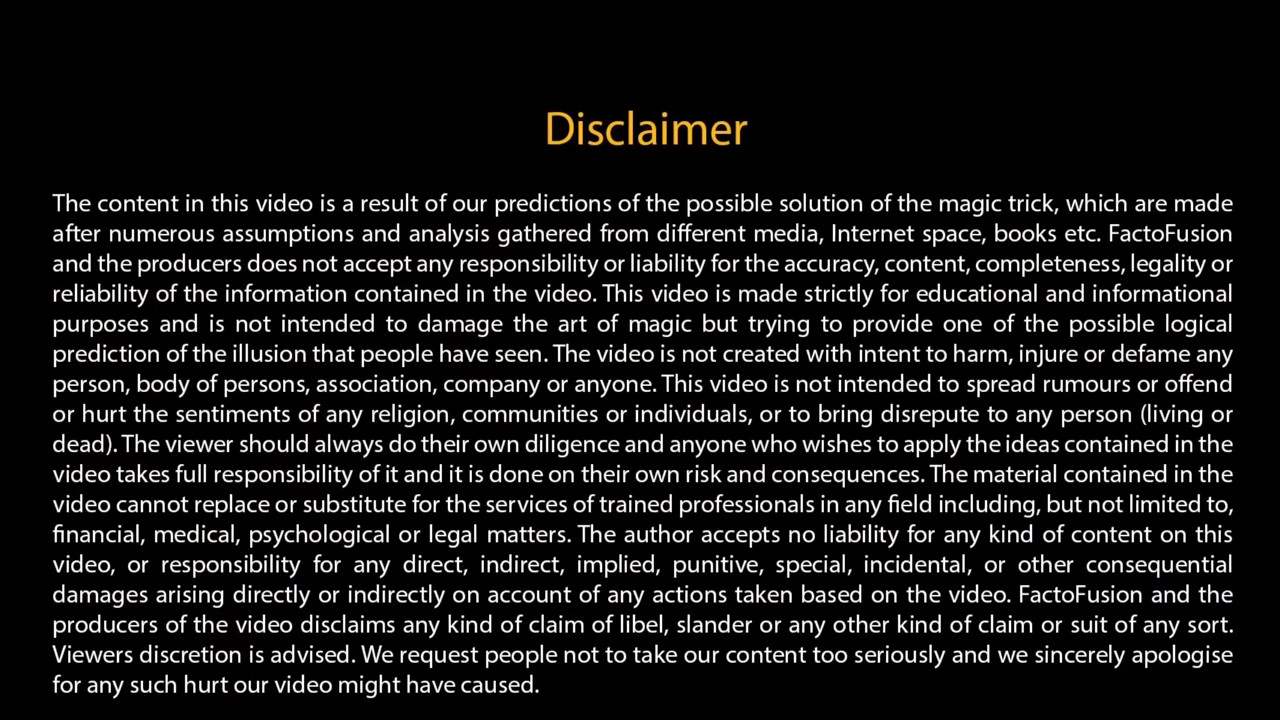 Disclaimer
The content in this video is a result of our predictions of the possible solution of the magic trick, which are made
after numerous assumptions and analysis gathered from different media, Internet space, books etc. FactoFusion
and the producers does not accept any responsibility or liability for the accuracy, content, completeness, legality or
reliability of the information contained in the video. This video is made strictly for educational and informational
purposes and is not intended to damage the art of magic but trying to provide one of the possible logical
prediction of the illusion that people have seen. The video is not created with intent to harm, injure or defame any
person, body of persons, association, company or anyone. This video is not intended to spread rumours or offend
or hurt the sentiments of any religion, communities or individuals, or to bring disrepute to any person (living or
dead). The viewer should always do their own diligence and anyone who wishes to apply the ideas contained in the
video takes full responsibility of it and it is done on their own risk and consequences. The material contained in the
video cannot replace or substitute for the services of trained professionals in any field including, but not limited to,
financial, medical, psychological or legal matters. The author accepts no liability for any kind of content on this
video, or responsibility for any direct, indirect, implied, punitive, special, incidental, or other consequential
damages arising directly or indirectly on account of any actions taken based on the video. FactoFusion and the
producers of the video disclaims any kind of claim of libel, slander or any other kind of claim or suit of any sort.
Viewers discretion is advised. We request people not to take our content too seriously and we sincerely apologise
for any such hurt our video might have caused.